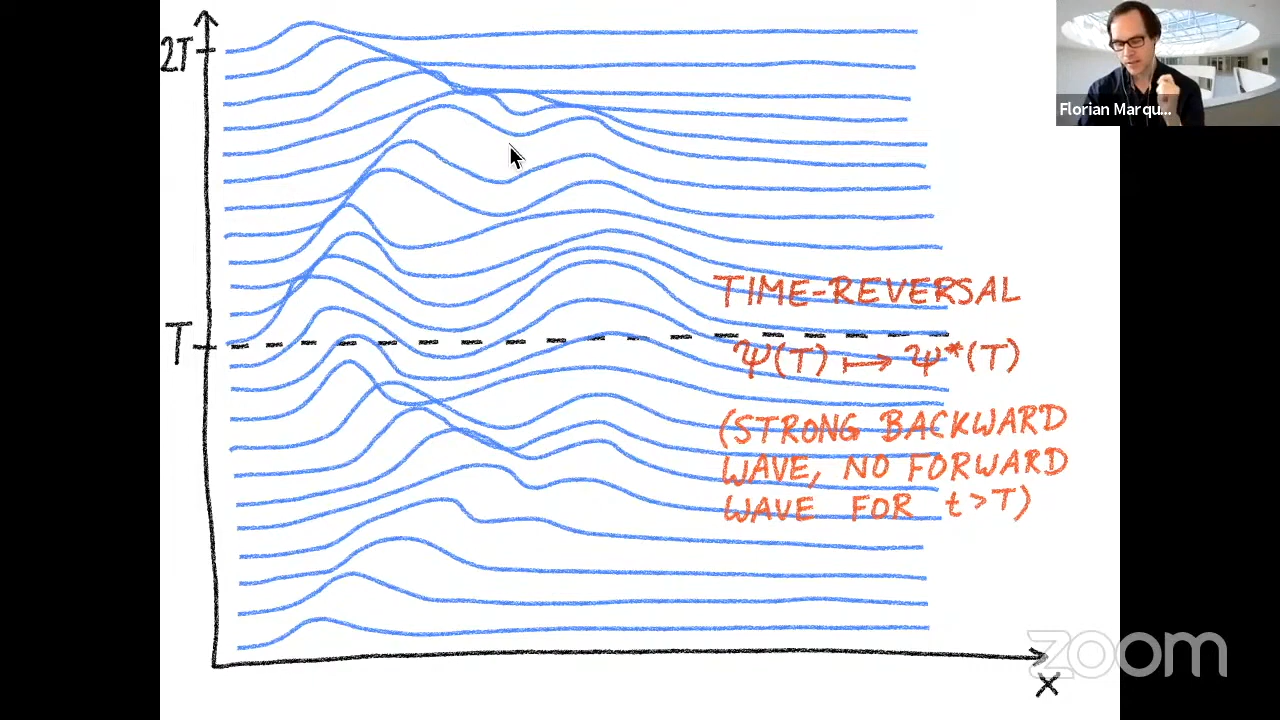 2T
Florian Marqu...
TIME-REVERSAL
T
ψ(T) ↦ ψ*(T)
(STRONG BACKWARD
WAVE, NO FORWARD
WAVE FOR t>T)
zoom
x